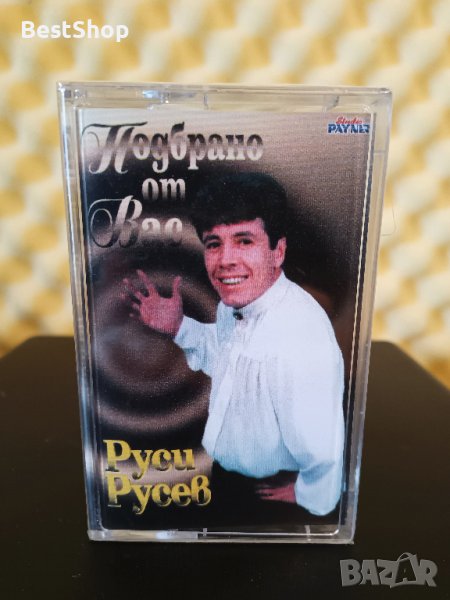 BestShop
Studio
PAYNER
Подбрано
от
Вас
Руси
Русев
BAZAR